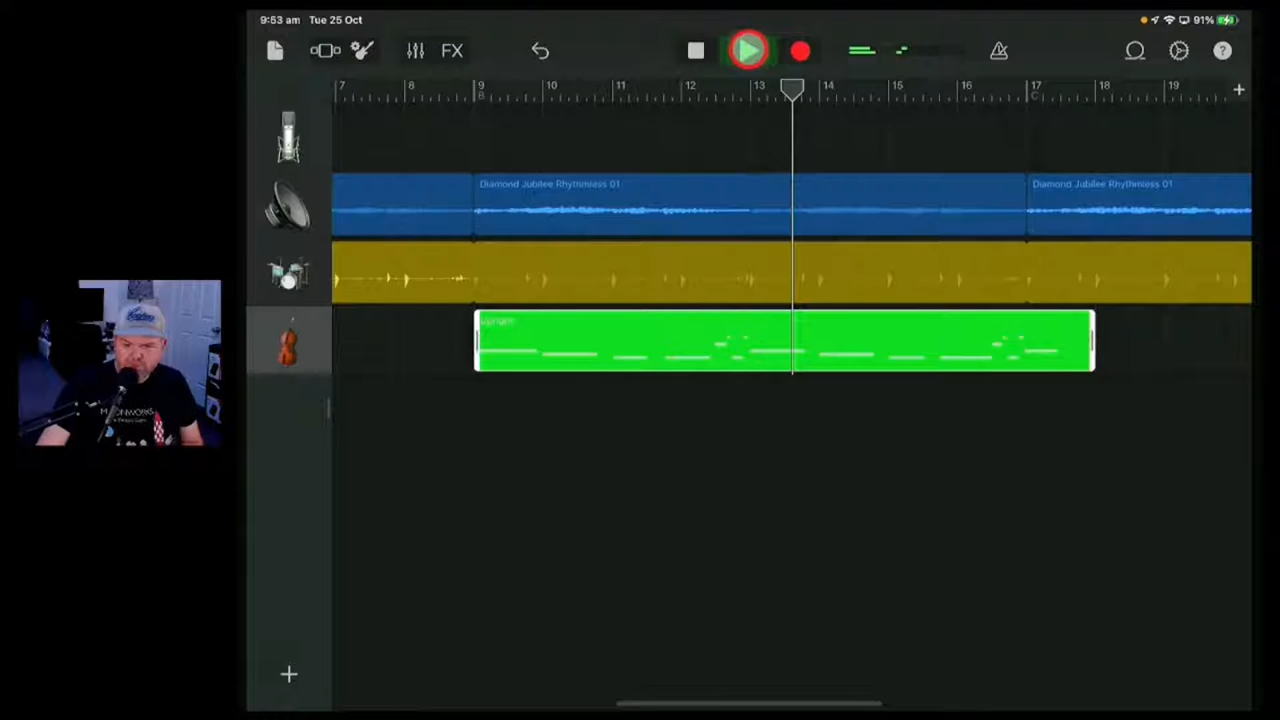 9:53 am Tue 25 Oct
91%
FX
?
7 8 9 10 11 12 13 14 15 16 17 18 19 +
B C
Diamond Jubilee Rhythmless 01
Diamond Jubilee Rhythmless 01
Upright
+